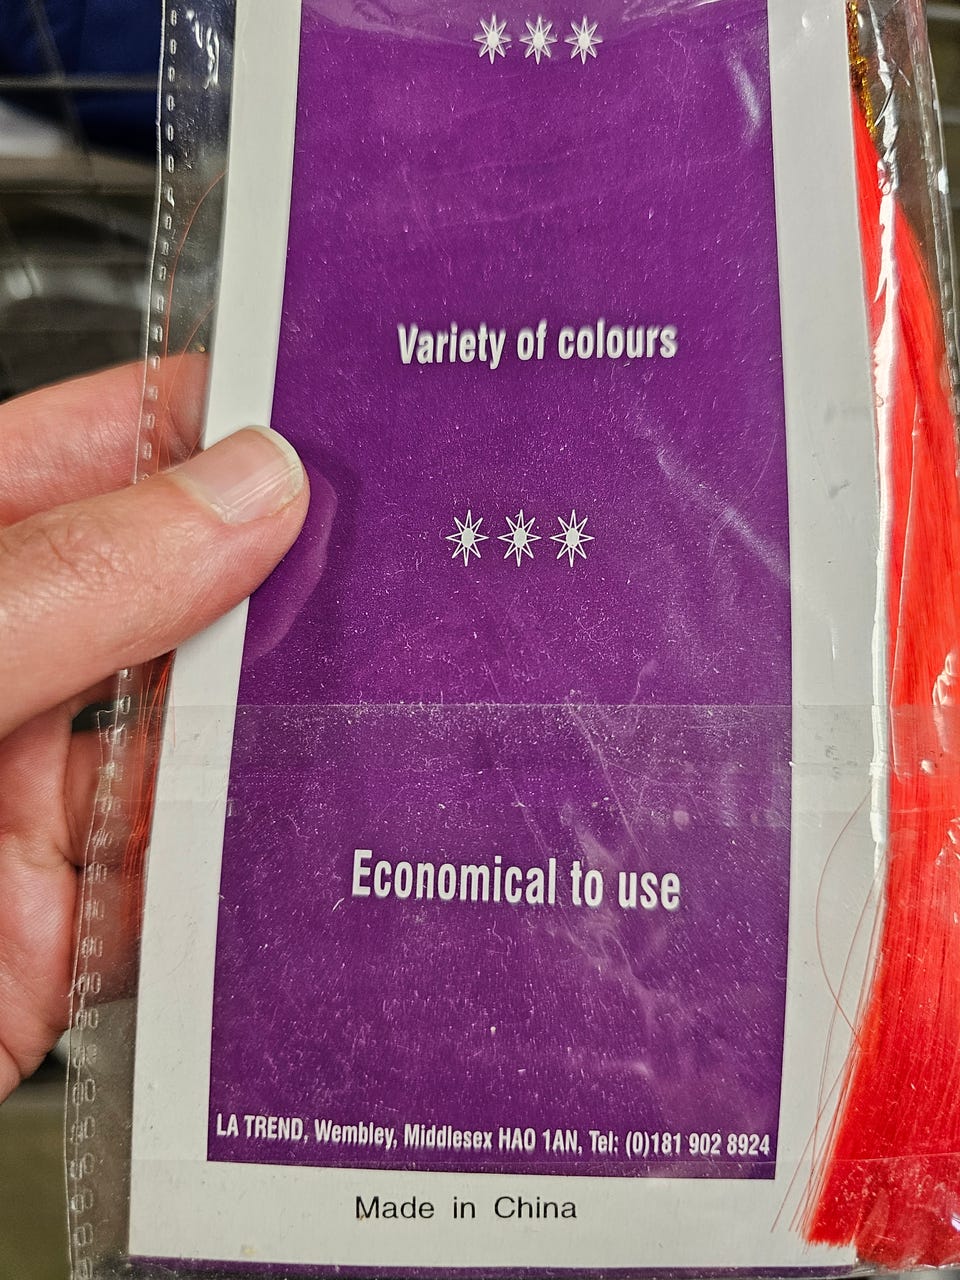 Variety of colours
Economical to use
LA TREND, Wembley, Middlesex HAO 1AN, Tel: (0)181 902 8924
Made in China